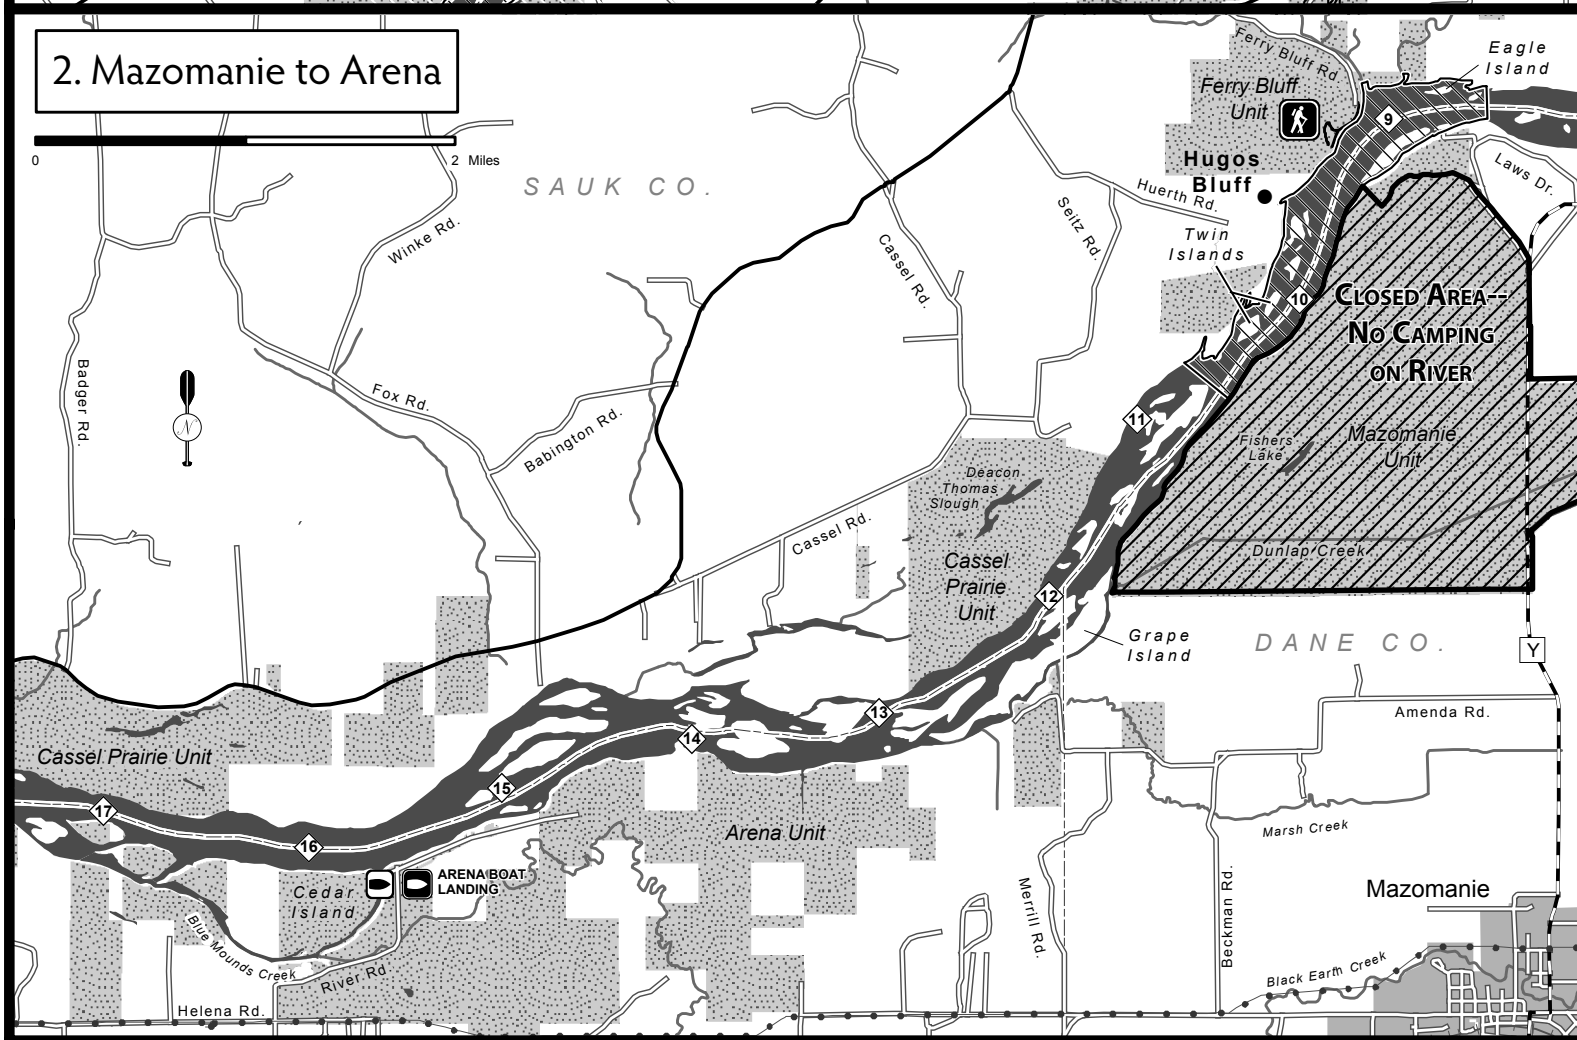 2. Mazomanie to Arena
0
2 Miles
SAUK CO.
Ferry Bluff Rd
Eagle
Island
Ferry Bluff
Unit
9
Hugos
Bluff
Laws Dr.
Huerth Rd.
Seitz Rd.
Twin
Islands
Winke Rd.
Cassel Rd.
10
CLOSED AREA--
NO CAMPING
ON RIVER
Badger Rd.
N
Fox Rd.
Babington Rd.
11
Fishers
Lake
Mazomanie
Unit
Deacon
Thomas
Slough
Cassel Rd.
Dunlap Creek
Cassel
Prairie
Unit
12
Grape
Island
DANE CO.
Y
13
Amenda Rd.
14
Cassel Prairie Unit
15
17
16
Arena Unit
Marsh Creek
ARENA BOAT
LANDING
Cedar
Island
Merrill Rd.
Beckman Rd.
Mazomanie
Blue Mounds Creek
River Rd
Black Earth Creek
Helena Rd.